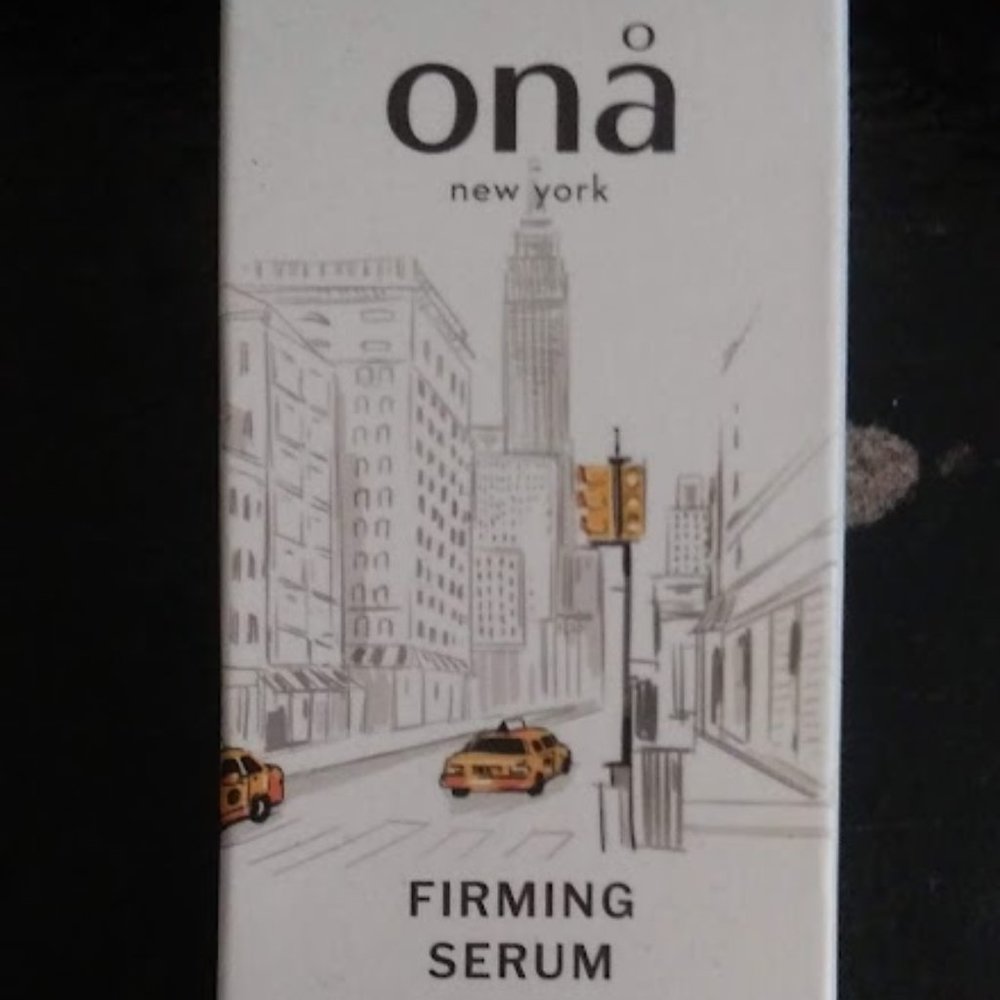 onå
new york
FIRMING
SERUM